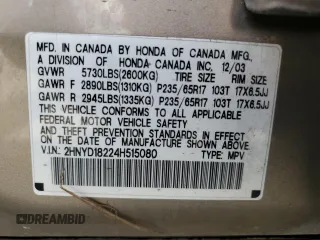 MFD. IN CANADA BY HONDA OF CANADA MFG.,
A DIVISION OF HONDA CANADA INC. 12/03
GVWR 5730LBS(2600KG) TIRE SIZE RIM SIZE
GAWR F 2890LBS(1310KG) P235/65R17 103T 17X6.5JJ
GAWR R 2945LBS(1335KG) P235/65R17 103T 17X6.5JJ
THIS VEHICLE CONFORMS TO ALL APPLICABLE
FEDERAL MOTOR VEHICLE SAFETY STANDARDS IN
EFFECT ON THE DATE OF MANUFACTURE SHOWN ABOVE.
V.I.N.: 2HNYD18224H515080 TYPE: MPV
DREAMBID